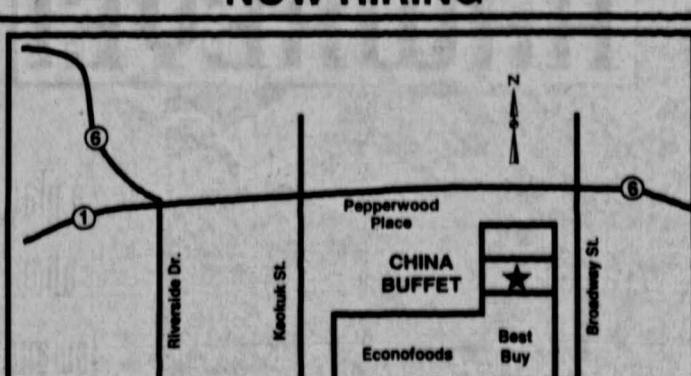 NOW HIRING
N
6
1
6
Pepperwood
Place
CHINA
BUFFET
Riverside Dr.
Keokuk St.
Broadway St.
Econofoods
Best
Buy